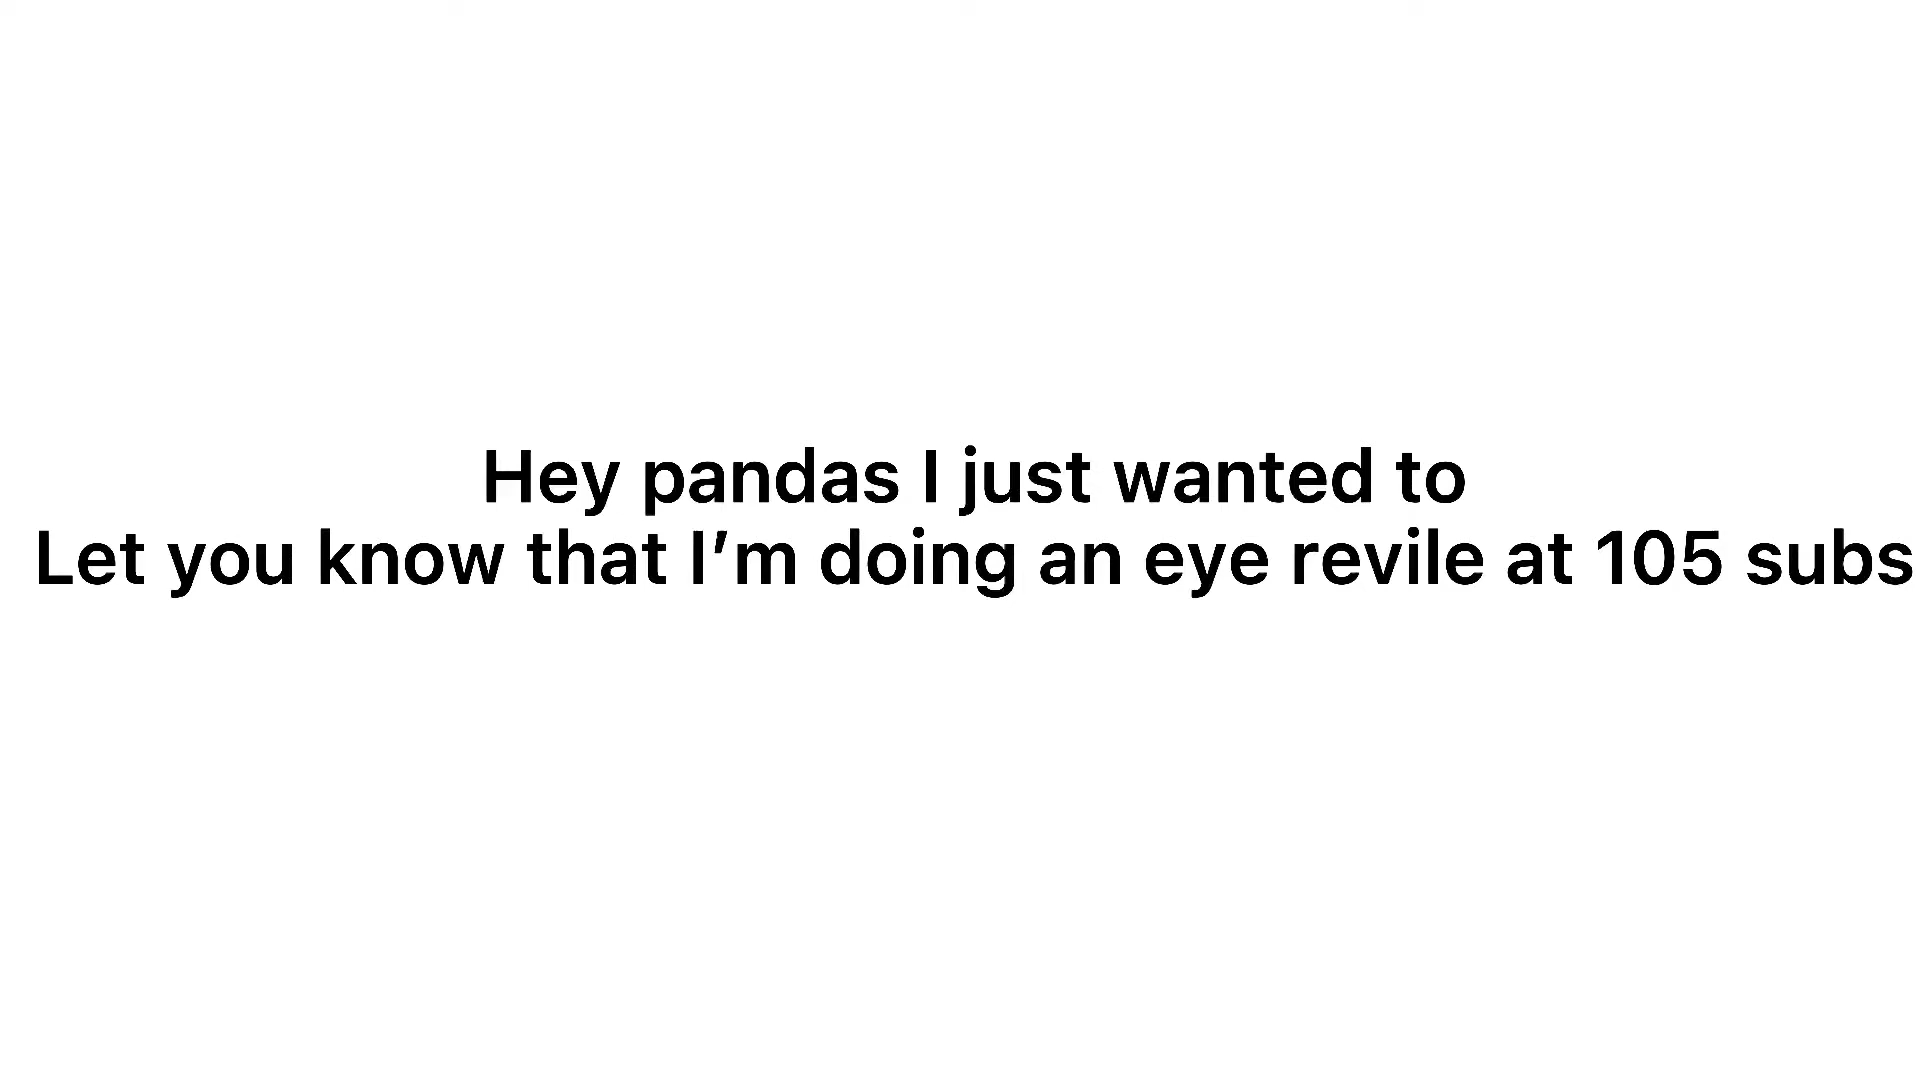 Hey pandas I just wanted to
Let you know that I’m doing an eye revile at 105 subs